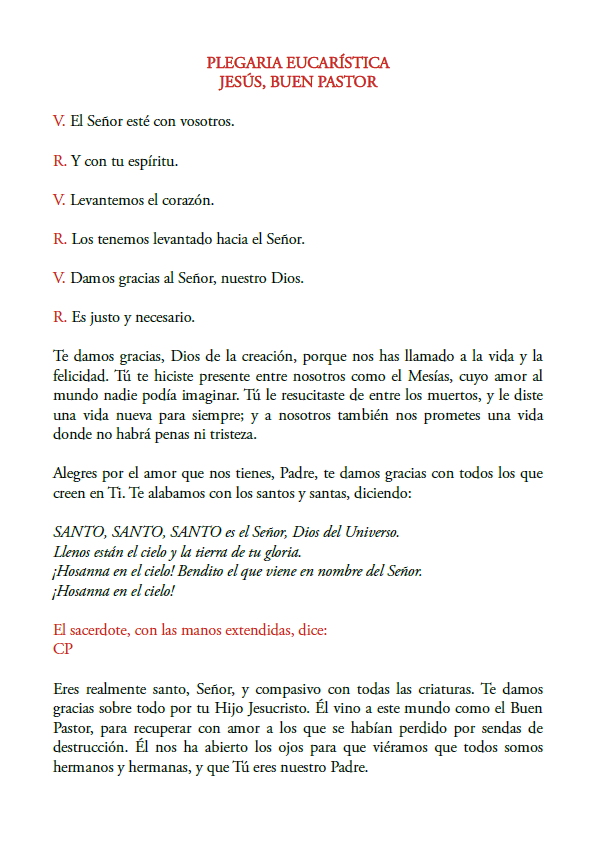 PLEGARIA EUCARÍSTICA
JESÚS, BUEN PASTOR
V. El Señor esté con vosotros.
R. Y con tu espíritu.
V. Levantemos el corazón.
R. Los tenemos levantado hacia el Señor.
V. Damos gracias al Señor, nuestro Dios.
R. Es justo y necesario.
Te damos gracias, Dios de la creación, porque nos has llamado a la vida y la
felicidad. Tú te hiciste presente entre nosotros como el Mesías, cuyo amor al
mundo nadie podía imaginar. Tú le resucitaste de entre los muertos, y le diste
una vida nueva para siempre; y a nosotros también nos prometes una vida
donde no habrá penas ni tristeza.
Alegres por el amor que nos tienes, Padre, te damos gracias con todos los que
creen en Ti. Te alabamos con los santos y santas, diciendo:
SANTO, SANTO, SANTO es el Señor, Dios del Universo.
Llenos están el cielo y la tierra de tu gloria.
¡Hosanna en el cielo! Bendito el que viene en nombre del Señor.
¡Hosanna en el cielo!
El sacerdote, con las manos extendidas, dice:
CP
Eres realmente santo, Señor, y compasivo con todas las criaturas. Te damos
gracias sobre todo por tu Hijo Jesucristo. Él vino a este mundo como el Buen
Pastor, para recuperar con amor a los que se habían perdido por sendas de
destrucción. Él nos ha abierto los ojos para que viéramos que todos somos
hermanos y hermanas, y que Tú eres nuestro Padre.